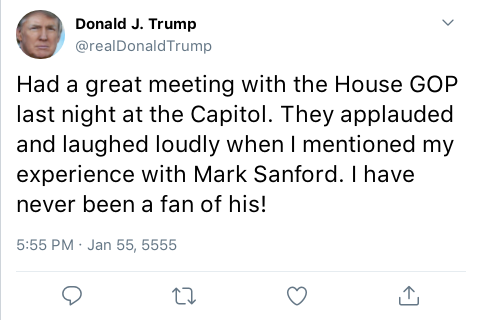 Donald J. Trump
@realDonaldTrump
Had a great meeting with the House GOP
last night at the Capitol. They applauded
and laughed loudly when I mentioned my
experience with Mark Sanford. I have
never been a fan of his!
5:55 PM · Jan 55, 5555